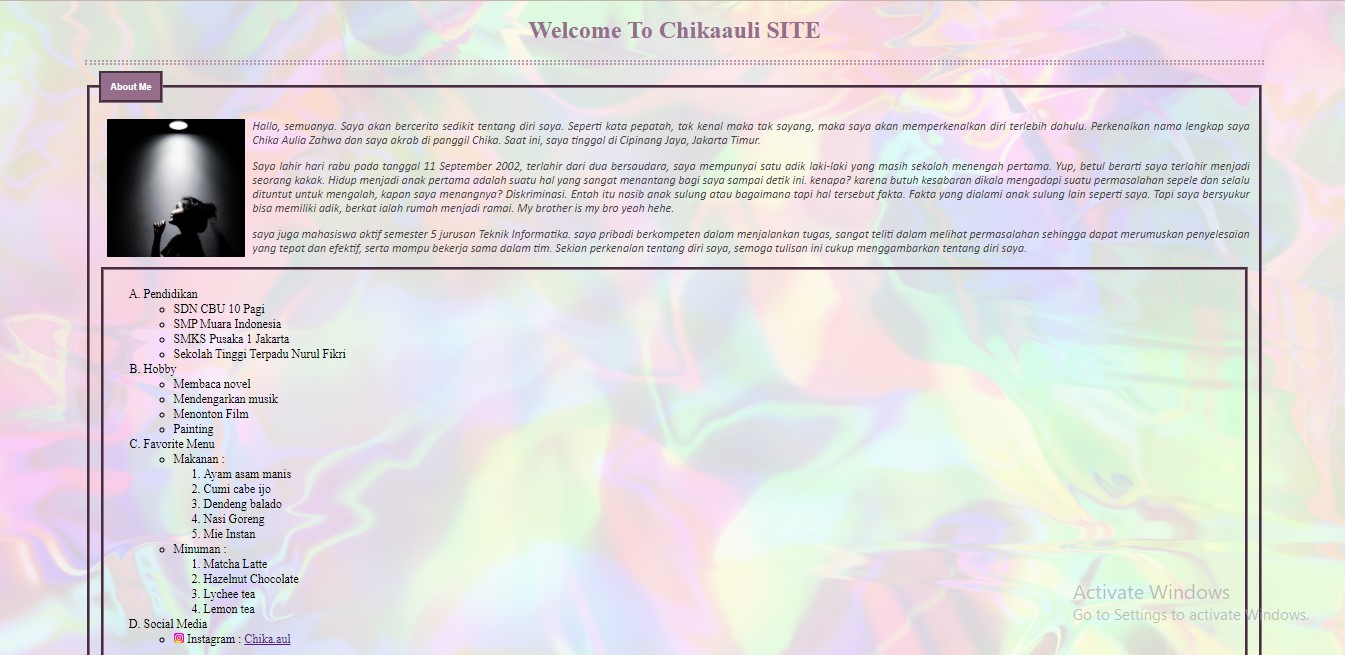 Welcome To Chikaauli SITE
About Me
Hallo, semuanya. Saya akan bercerita sedikit tentang diri saya. Seperti kata pepatah, tak kenal maka tak sayang, maka saya akan memperkenalkan diri terlebih dahulu. Perkenalkan nama lengkap saya
Chika Aulia Zahwa dan saya akrab di panggil Chika. Saat ini, saya tinggal di Cipinang Jaya, Jakarta Timur.
Saya lahir hari rabu pada tanggal 11 September 2002, terlahir dari dua bersaudara, saya mempunyai satu adik laki-laki yang masih sekolah menengah pertama. Yup, betul berarti saya terlahir menjadi
seorang kakak. Hidup menjadi anak pertama adalah suatu hal yang sangat menantang bagi saya sampai detik ini. kenapa? karena butuh kesabaran dikala mengadapi suatu permasalahan sepele dan selalu
dituntut untuk mengalah, kapan saya menangnya? Diskriminasi. Entah itu nasib anak sulung atau bagaimana tapi hal tersebut fakta. Fakta yang dialami anak sulung lain seperti saya. Tapi saya bersyukur
bisa memiliki adik, berkat ialah rumah menjadi ramai. My brother is my bro yeah hehe.
saya juga mahasiswa aktif semester 5 jurusan Teknik Informatika. saya pribadi berkompeten dalam menjalankan tugas, sangat teliti dalam melihat permasalahan sehingga dapat merumuskan penyelesaian
yang tepat dan efektif, serta mampu bekerja sama dalam tim. Sekian perkenalan tentang diri saya, semoga tulisan ini cukup menggambarkan tentang diri saya.
A. Pendidikan
SDN CBU 10 Pagi
SMP Muara Indonesia
SMKS Pusaka 1 Jakarta
Sekolah Tinggi Terpadu Nurul Fikri
B. Hobby
Membaca novel
Mendengarkan musik
Menonton Film
Painting
C. Favorite Menu
Makanan :
1. Ayam asam manis
2. Cumi cabe ijo
3. Dendeng balado
4. Nasi Goreng
5. Mie Instan
Minuman :
1. Matcha Latte
2. Hazelnut Chocolate
3. Lychee tea
4. Lemon tea
D. Social Media
Instagram : Chika.aul
Activate Windows
Go to Settings to activate Windows.